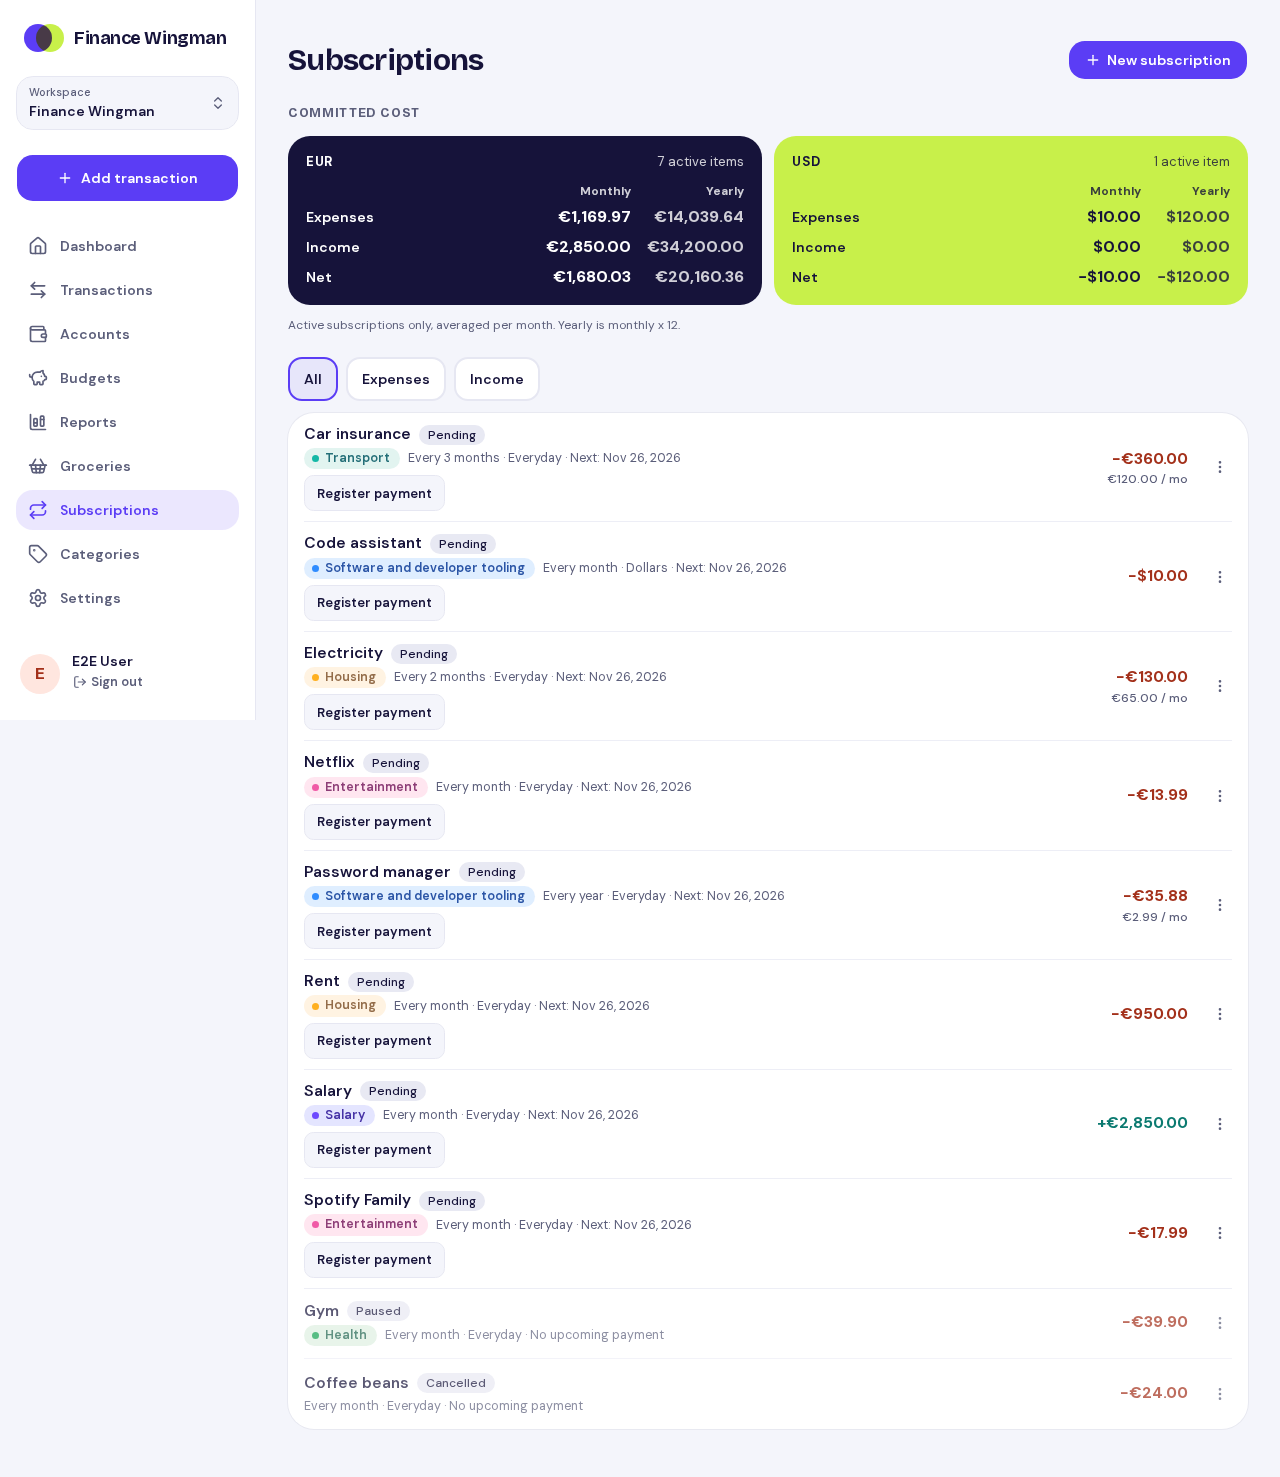 Finance Wingman
Workspace
Finance Wingman
Add transaction
Dashboard
Transactions
Accounts
Budgets
Reports
Groceries
Subscriptions
Categories
Settings
E
E2E User
Sign out
Subscriptions
New subscription
COMMITTED COST
EUR 7 active items
Monthly Yearly
Expenses €1,169.97 €14,039.64
Income €2,850.00 €34,200.00
Net €1,680.03 €20,160.36
USD 1 active item
Monthly Yearly
Expenses $10.00 $120.00
Income $0.00 $0.00
Net -$10.00 -$120.00
Active subscriptions only, averaged per month. Yearly is monthly x 12.
All Expenses Income
Car insurance Pending
Transport Every 3 months · Everyday · Next: Nov 26, 2026
Register payment
-€360.00
€120.00 / mo
Code assistant Pending
Software and developer tooling Every month · Dollars · Next: Nov 26, 2026
Register payment
-$10.00
Electricity Pending
Housing Every 2 months · Everyday · Next: Nov 26, 2026
Register payment
-€130.00
€65.00 / mo
Netflix Pending
Entertainment Every month · Everyday · Next: Nov 26, 2026
Register payment
-€13.99
Password manager Pending
Software and developer tooling Every year · Everyday · Next: Nov 26, 2026
Register payment
-€35.88
€2.99 / mo
Rent Pending
Housing Every month · Everyday · Next: Nov 26, 2026
Register payment
-€950.00
Salary Pending
Salary Every month · Everyday · Next: Nov 26, 2026
Register payment
+€2,850.00
Spotify Family Pending
Entertainment Every month · Everyday · Next: Nov 26, 2026
Register payment
-€17.99
Gym Paused
Health Every month · Everyday · No upcoming payment
-€39.90
Coffee beans Cancelled
Every month · Everyday · No upcoming payment
-€24.00